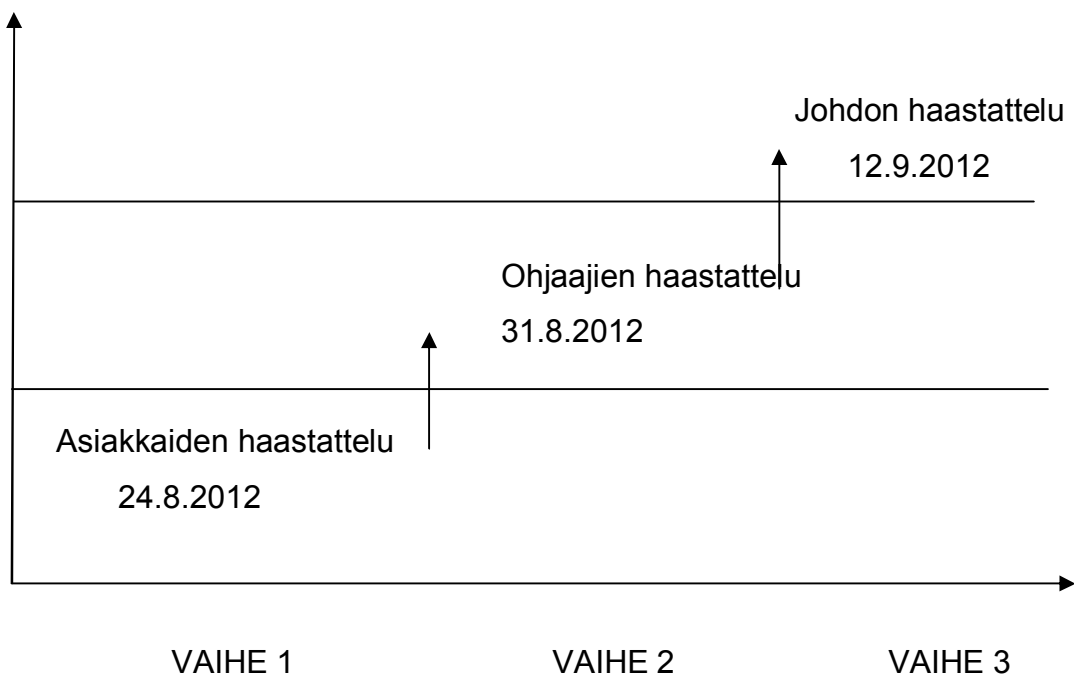 Johdon haastattelu
12.9.2012
Ohjaajien haastattelu
31.8.2012
Asiakkaiden haastattelu
24.8.2012
VAIHE 1 VAIHE 2 VAIHE 3